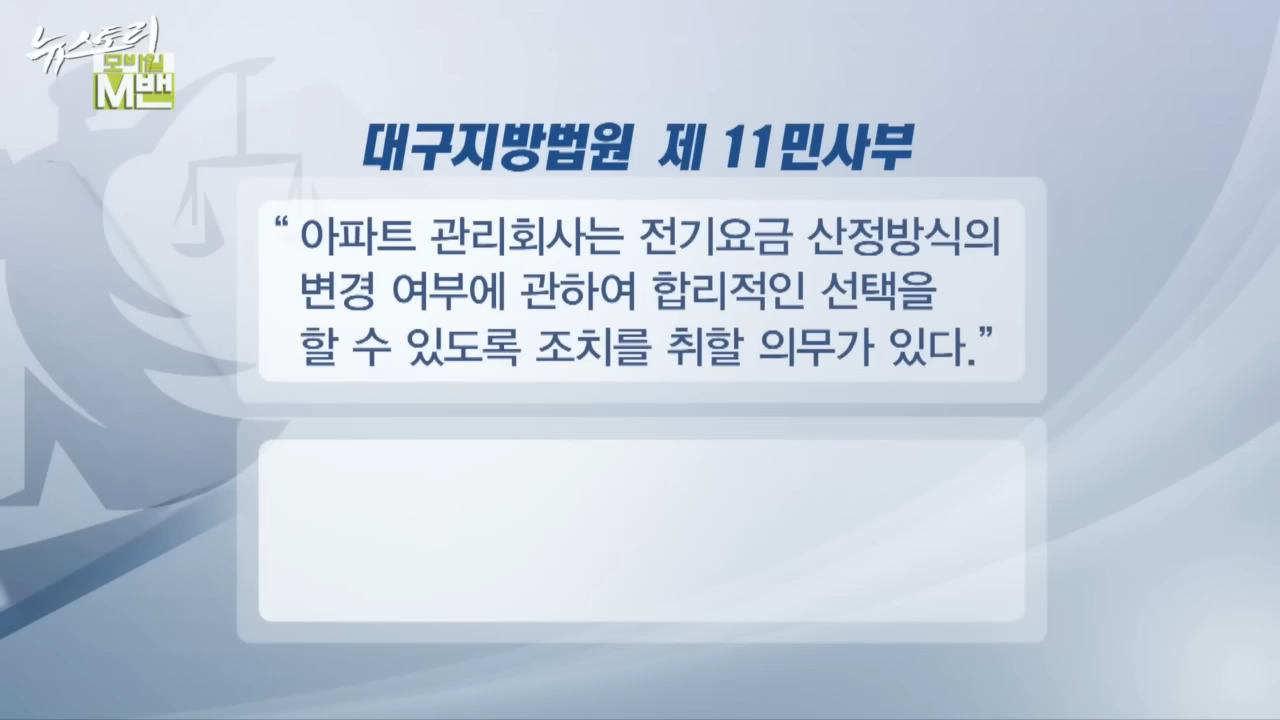 뉴스토리
모바일
M밴
대구지방법원 제 11민사부
“ 아파트 관리회사는 전기요금 산정방식의
변경 여부에 관하여 합리적인 선택을
할 수 있도록 조치를 취할 의무가 있다.”